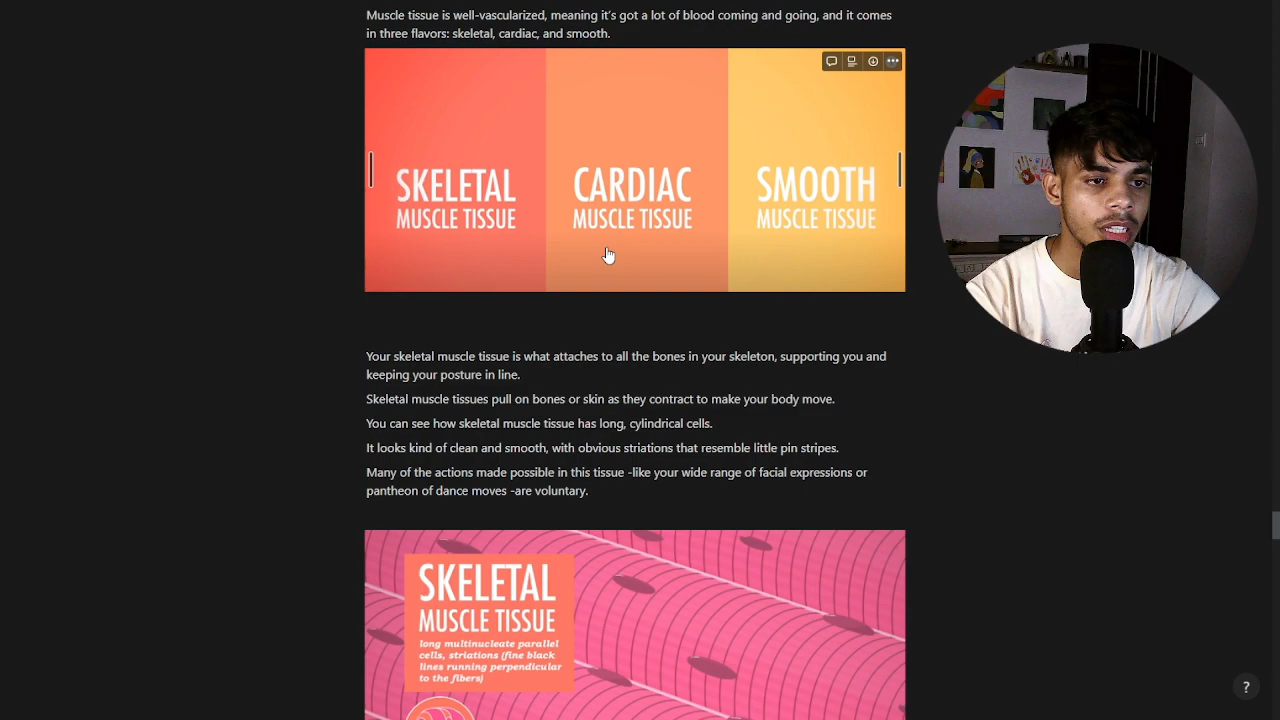 Muscle tissue is well-vascularized, meaning it's got a lot of blood coming and going, and it comes
in three flavors: skeletal, cardiac, and smooth.
SKELETAL
MUSCLE TISSUE
CARDIAC
MUSCLE TISSUE
SMOOTH
MUSCLE TISSUE
Your skeletal muscle tissue is what attaches to all the bones in your skeleton, supporting you and
keeping your posture in line.
Skeletal muscle tissues pull on bones or skin as they contract to make your body move.
You can see how skeletal muscle tissue has long, cylindrical cells.
It looks kind of clean and smooth, with obvious striations that resemble little pin stripes.
Many of the actions made possible in this tissue -like your wide range of facial expressions or
pantheon of dance moves -are voluntary.
SKELETAL
MUSCLE TISSUE
long multinucleate parallel
cells, striations (fine black
lines running perpendicular
to the fibers)
?